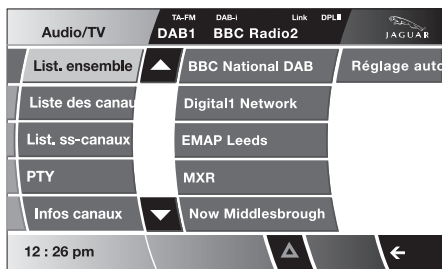 TA-FM DAB-i Link DPLII
Audio/TV DAB1 BBC Radio2 JAGUAR
List. ensemble BBC National DAB Réglage auto
Liste des canau Digital1 Network
List. ss-canaux EMAP Leeds
PTY MXR
Infos canaux Now Middlesbrough
12 : 26 pm